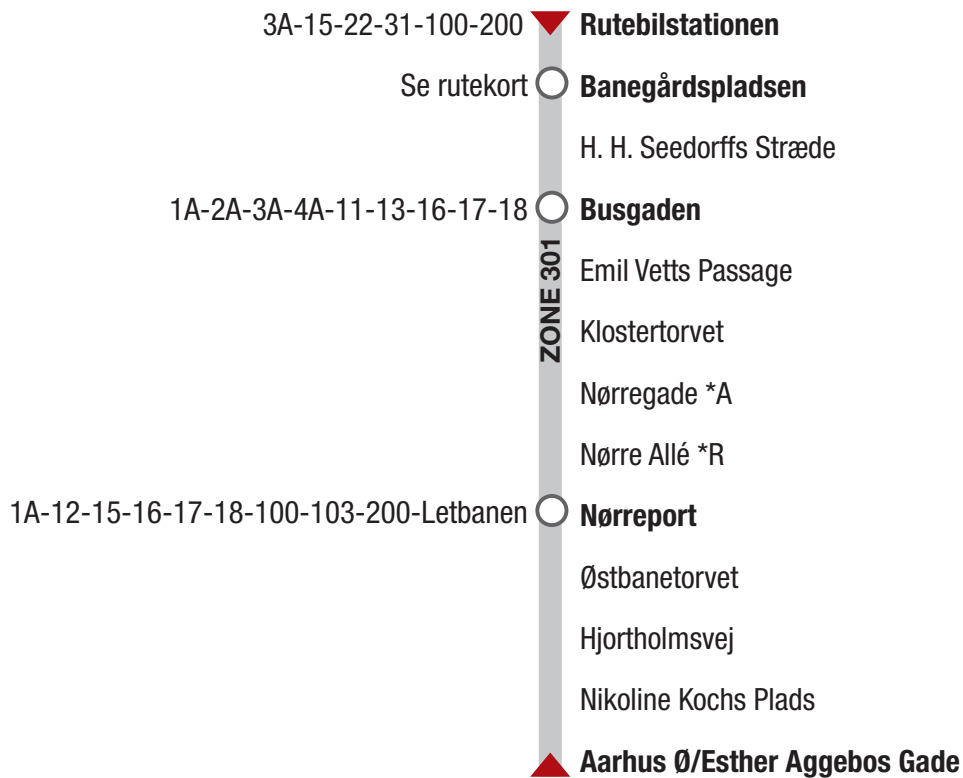 3A-15-22-31-100-200 Rutebilstationen
Se rutekort Banegårdspladsen
H. H. Seedorffs Stræde
1A-2A-3A-4A-11-13-16-17-18 Busgaden
ZONE 301
Emil Vetts Passage
Klostertorvet
Nørregade *A
Nørre Allé *R
1A-12-15-16-17-18-100-103-200-Letbanen Nørreport
Østbanetorvet
Hjortholmsvej
Nikoline Kochs Plads
Aarhus Ø/Esther Aggebos Gade